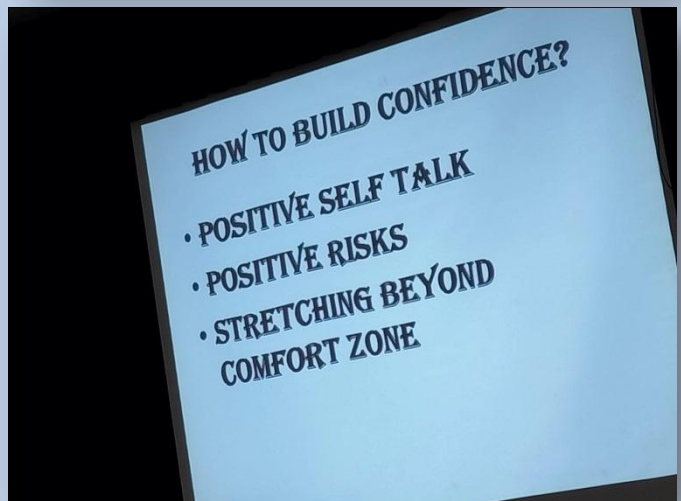 HOW TO BUILD CONFIDENCE?
• POSITIVE SELF TALK
• POSITIVE RISKS
• STRETCHING BEYOND
COMFORT ZONE